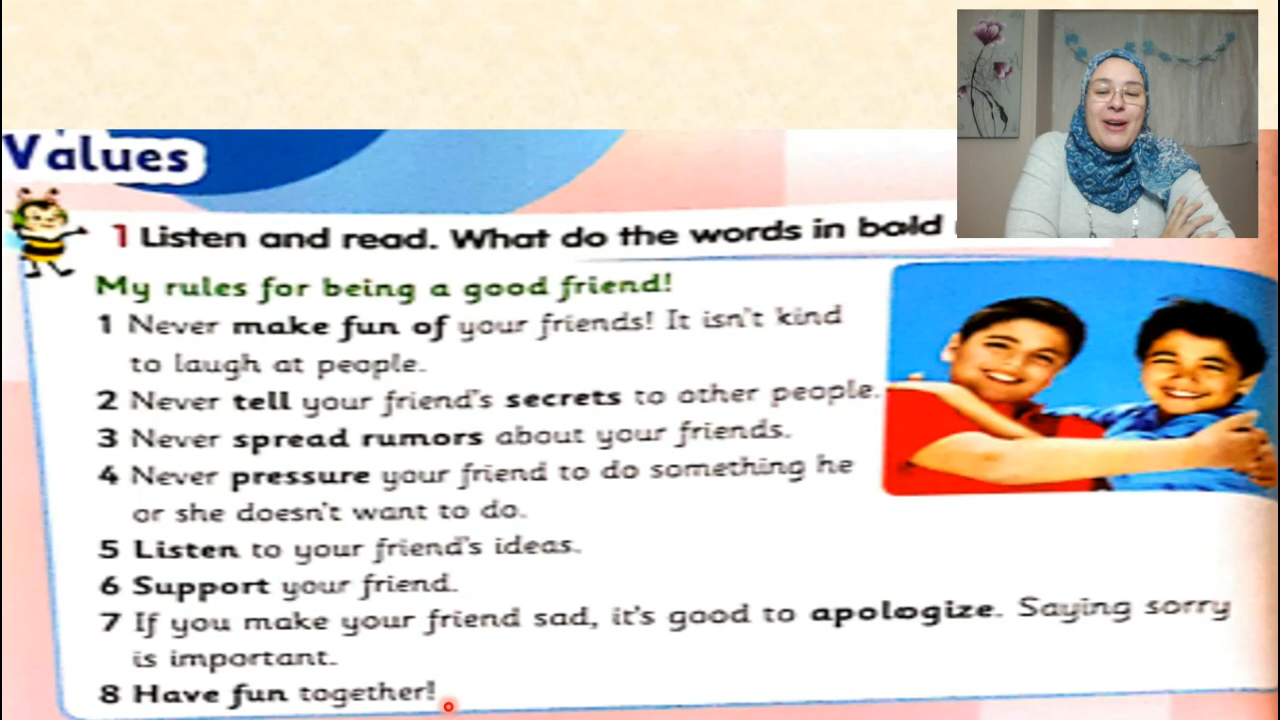 Values
1 Listen and read. What do the words in bold
My rules for being a good friend!
1 Never make fun of your friends! It isn't kind
to laugh at people.
2 Never tell your friend's secrets to other people.
3 Never spread rumors about your friends.
4 Never pressure your friend to do something he
or she doesn't want to do.
5 Listen to your friend's ideas.
6 Support your friend.
7 If you make your friend sad, it's good to apologize. Saying sorry
is important.
8 Have fun together!